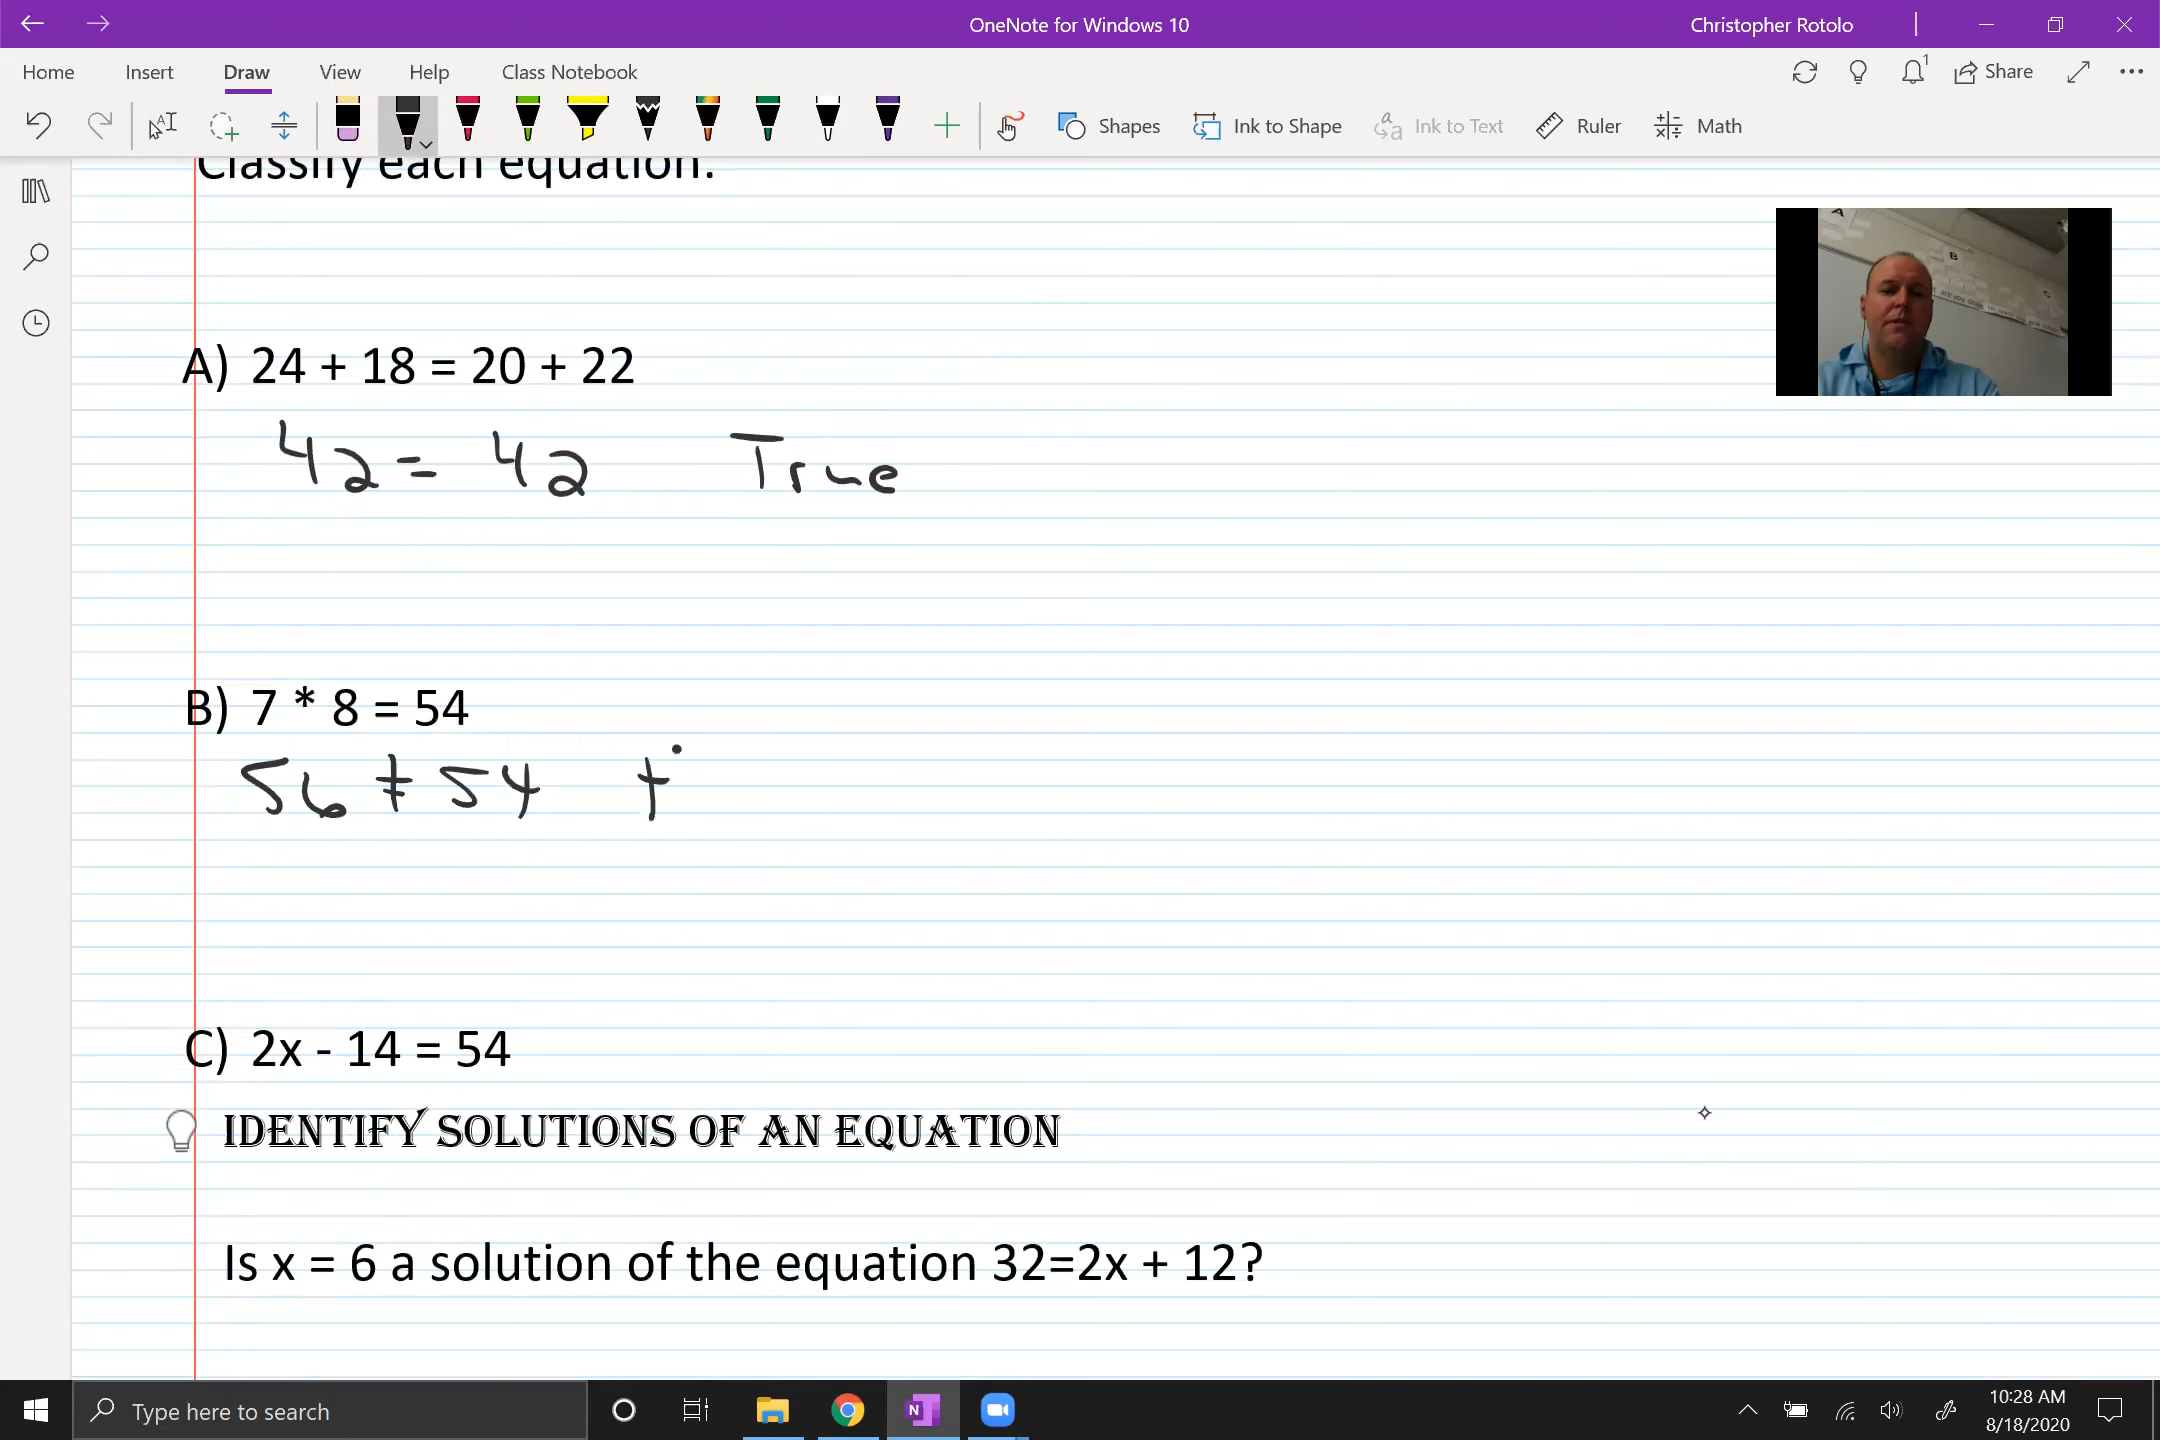 OneNote for Windows 10
Christopher Rotolo
Home Insert Draw View Help Class Notebook
1 Share
Shapes Ink to Shape Ink to Text Ruler Math
Classify each equation.
A) 24 + 18 = 20 + 22
42 = 42 True
B) 7 * 8 = 54
56 ≠ 54
C) 2x - 14 = 54
IDENTIFY SOLUTIONS OF AN EQUATION
Is x = 6 a solution of the equation 32=2x + 12?
Type here to search
10:28 AM
8/18/2020